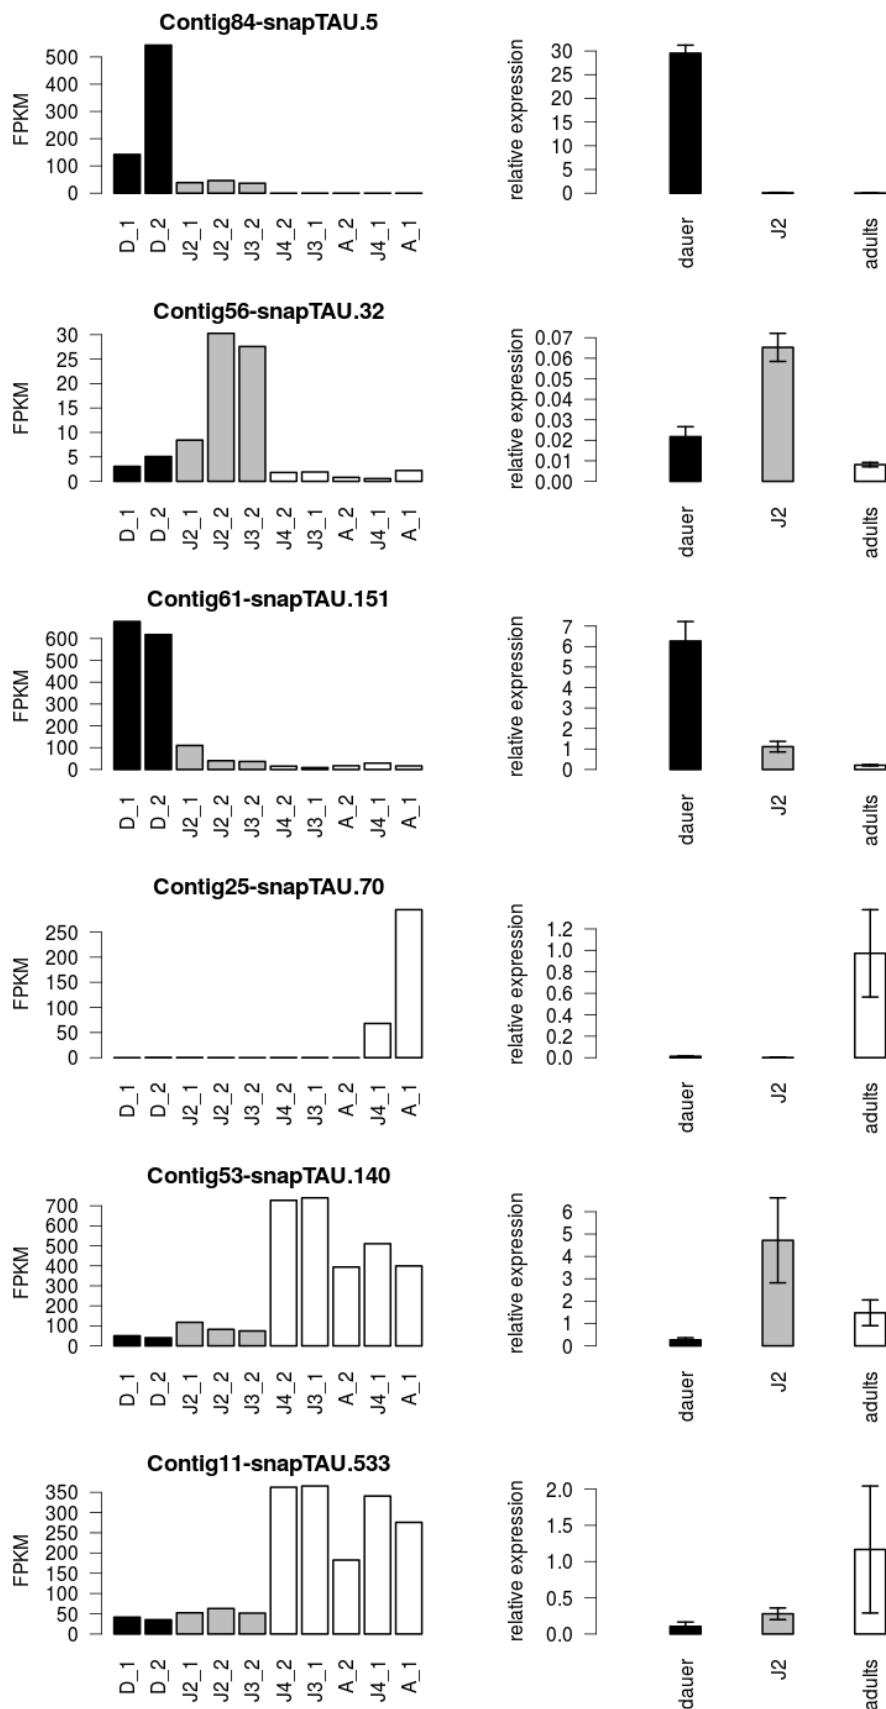 Contig84-snapTAU.5
FPKM
500
400
300
200
100
0
D_1 D_2 J2_1 J2_2 J3_2 J4_2 J3_1 A_2 J4_1 A_1
relative expression
30
25
20
15
10
5
0
dauer J2 adults
Contig56-snapTAU.32
FPKM
30
25
20
15
10
5
0
D_1 D_2 J2_1 J2_2 J3_2 J4_2 J3_1 A_2 J4_1 A_1
relative expression
0.07
0.06
0.05
0.04
0.03
0.02
0.01
0.00
dauer J2 adults
Contig61-snapTAU.151
FPKM
600
500
400
300
200
100
0
D_1 D_2 J2_1 J2_2 J3_2 J4_2 J3_1 A_2 J4_1 A_1
relative expression
7
6
5
4
3
2
1
0
dauer J2 adults
Contig25-snapTAU.70
FPKM
250
200
150
100
50
0
D_1 D_2 J2_1 J2_2 J3_2 J4_2 J3_1 A_2 J4_1 A_1
relative expression
1.2
1.0
0.8
0.6
0.4
0.2
0.0
dauer J2 adults
Contig53-snapTAU.140
FPKM
700
600
500
400
300
200
100
0
D_1 D_2 J2_1 J2_2 J3_2 J4_2 J3_1 A_2 J4_1 A_1
relative expression
6
5
4
3
2
1
0
dauer J2 adults
Contig11-snapTAU.533
FPKM
350
300
250
200
150
100
50
0
D_1 D_2 J2_1 J2_2 J3_2 J4_2 J3_1 A_2 J4_1 A_1
relative expression
2.0
1.5
1.0
0.5
0.0
dauer J2 adults